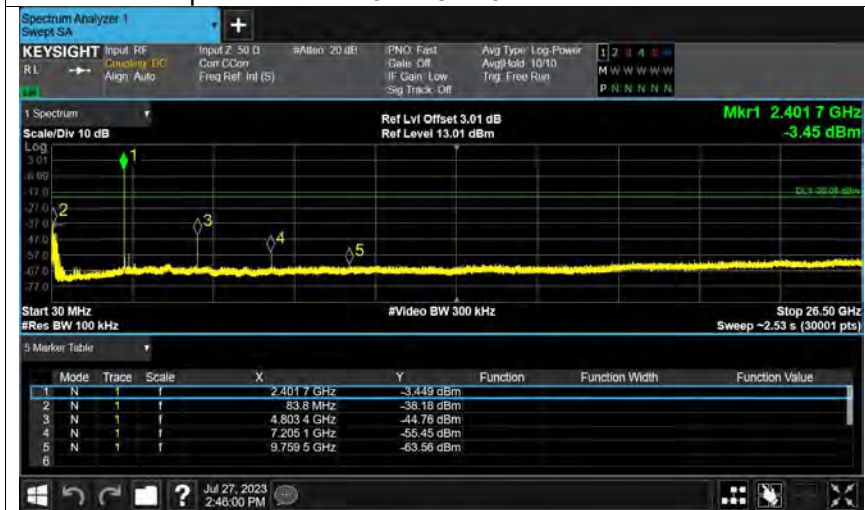 Spectrum Analyzer 1
Swept SA
+
KEYSIGHT Input: RF Input Z: 50 Ω #Atten: 20 dB PNO: Fast Avg Type: Log-Power 1 2 3 4 5 6
RL Coupling: DC Corr CCorr Gate: Off Avg|Hold: 10/10 M W W W W W
Align: Auto Freq Ref: Int (S) IF Gain: Low Trig: Free Run
Sig Track: Off P N N N N N
1 Spectrum Ref Lvl Offset 3.01 dB Mkr1 2.401 7 GHz
Scale/Div 10 dB Ref Level 13.01 dBm -3.45 dBm
Log
3.01 1
-6.99
-17.0
-27.0 2
-37.0 3
-47.0 4
-57.0 5
-67.0
-77.0
Start 30 MHz #Video BW 300 kHz Stop 26.50 GHz
#Res BW 100 kHz Sweep ~2.53 s (30001 pts)
5 Marker Table
Mode Trace Scale X Y Function Function Width Function Value
1 N 1 f 2.401 7 GHz -3.449 dBm
2 N 1 f 83.8 MHz -38.18 dBm
3 N 1 f 4.803 4 GHz -44.76 dBm
4 N 1 f 7.205 1 GHz -55.45 dBm
5 N 1 f 9.759 5 GHz -63.56 dBm
6
? Jul 27, 2023
2:46:00 PM